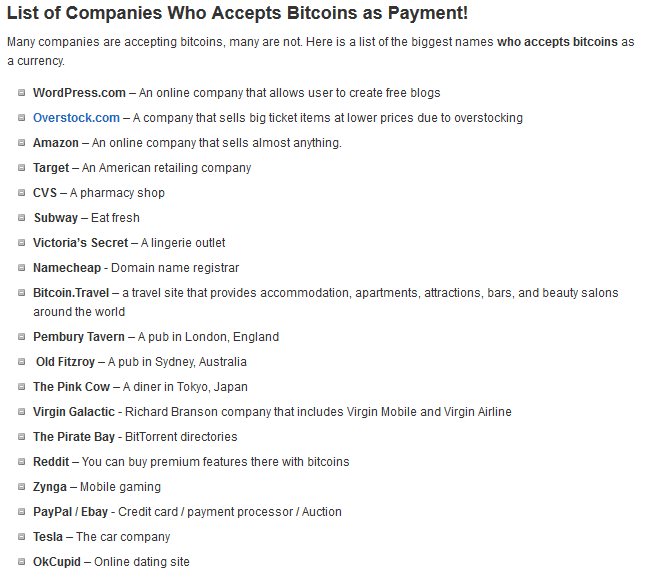 List of Companies Who Accepts Bitcoins as Payment!
Many companies are accepting bitcoins, many are not. Here is a list of the biggest names who accepts bitcoins as
a currency.
WordPress.com – An online company that allows user to create free blogs
Overstock.com – A company that sells big ticket items at lower prices due to overstocking
Amazon – An online company that sells almost anything.
Target – An American retailing company
CVS – A pharmacy shop
Subway – Eat fresh
Victoria's Secret – A lingerie outlet
Namecheap - Domain name registrar
Bitcoin.Travel – a travel site that provides accommodation, apartments, attractions, bars, and beauty salons
around the world
Pembury Tavern – A pub in London, England
Old Fitzroy – A pub in Sydney, Australia
The Pink Cow – A diner in Tokyo, Japan
Virgin Galactic - Richard Branson company that includes Virgin Mobile and Virgin Airline
The Pirate Bay - BitTorrent directories
Reddit – You can buy premium features there with bitcoins
Zynga – Mobile gaming
PayPal / Ebay - Credit card / payment processor / Auction
Tesla – The car company
OkCupid – Online dating site